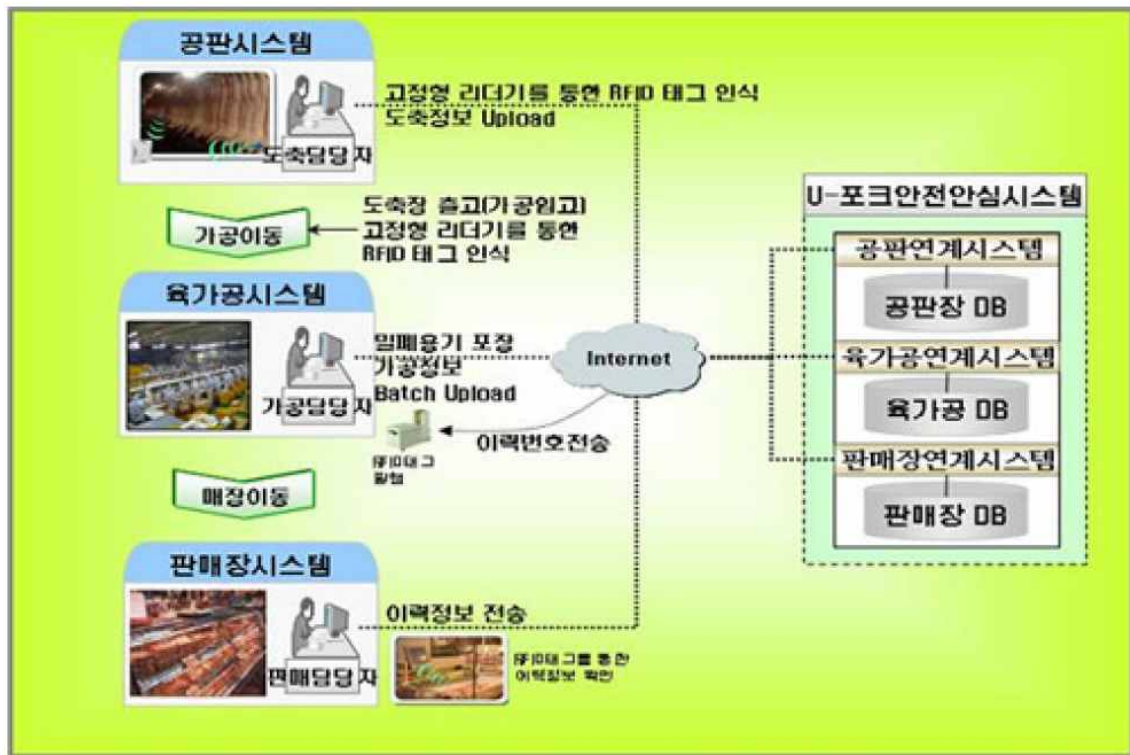 공판시스템
고정형 리더기를 통한 RFID 태그 인식
도축정보 Upload
도축담당자
도축장 출고(가공입고)
고정형 리더기를 통한
RFID 태그 인식
가공이동
육가공시스템
밀폐용기 포장
가공정보
Batch Upload
가공담당자
Internet
이력번호전송
RFID태그
발행
매장이동
판매장시스템
이력정보 전송
판매담당자
RFID태그를 통한
이력정보 확인
U-포크안전안심시스템
공판연계시스템
공판장 DB
육가공연계시스템
육가공 DB
판매장연계시스템
판매장 DB